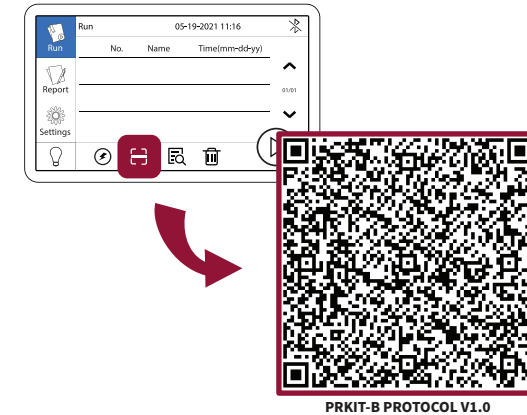 Run 05-19-2021 11:16
Run
No. Name Time(mm-dd-yy)
Report
01/01
Settings
PRKIT-B PROTOCOL V1.0